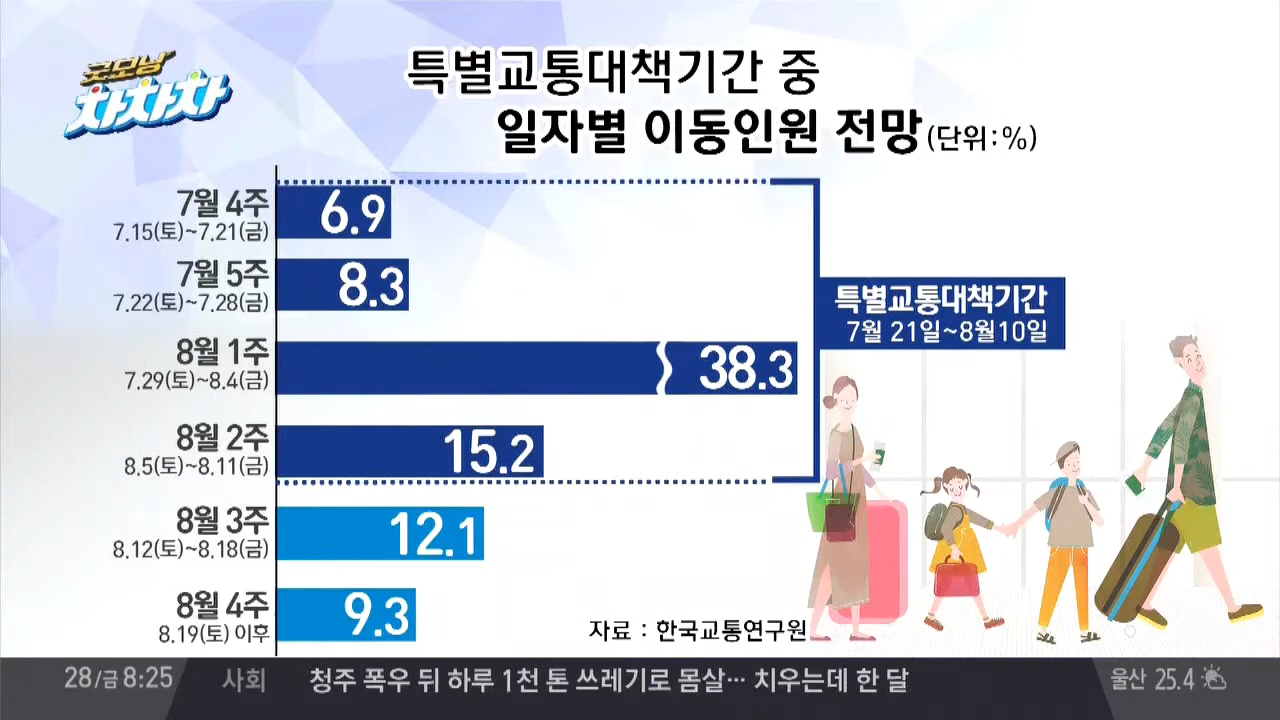 굿모닝
차차차
특별교통대책기간 중
일자별 이동인원 전망(단위:%)
7월 4주
7.15(토)~7.21(금)
6.9
7월 5주
7.22(토)~7.28(금)
8.3
특별교통대책기간
7월 21일~8월10일
8월 1주
7.29(토)~8.4(금)
38.3
8월 2주
8.5(토)~8.11(금)
15.2
8월 3주
8.12(토)~8.18(금)
12.1
8월 4주
8.19(토) 이후
9.3
자료 : 한국교통연구원
28/금 8:25 사회 청주 폭우 뒤 하루 1천 톤 쓰레기로 몸살… 치우는데 한 달 울산 25.4